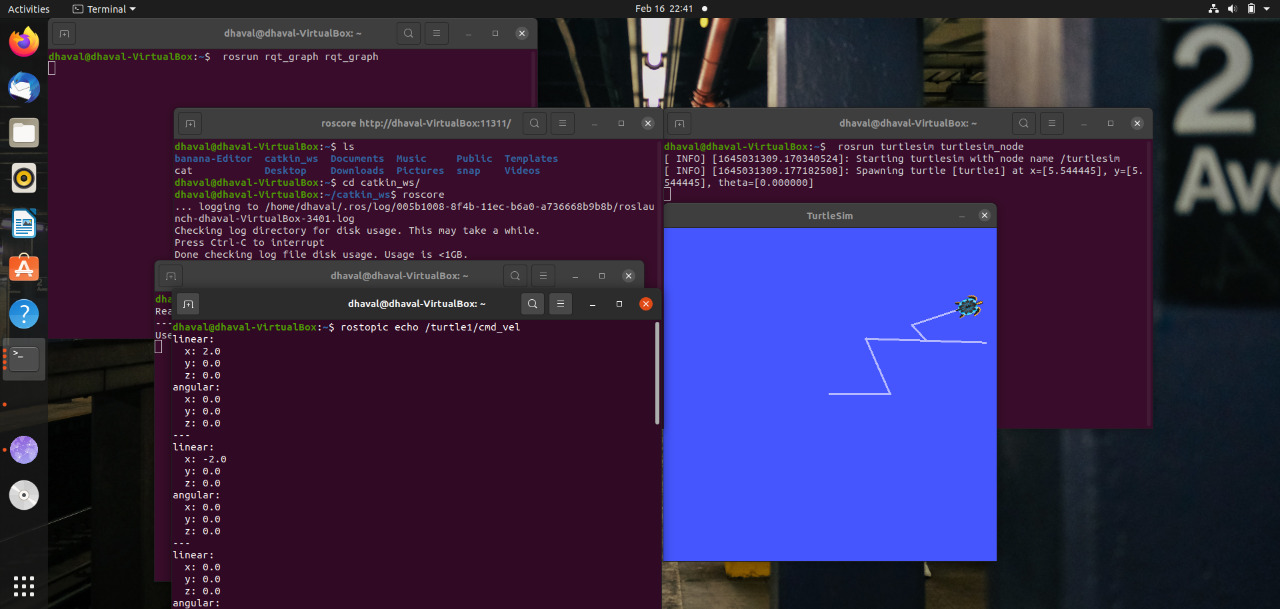 Activities
Terminal
Feb 16 22:41
dhaval@dhaval-VirtualBox: ~
dhaval@dhaval-VirtualBox:~$ rosrun rqt_graph rqt_graph
roscore http://dhaval-VirtualBox:11311/
dhaval@dhaval-VirtualBox:~$ ls
banana-Editor catkin_ws Documents Music Public Templates
cat Desktop Downloads Pictures snap Videos
dhaval@dhaval-VirtualBox:~$ cd catkin_ws/
dhaval@dhaval-VirtualBox:~/catkin_ws$ roscore
... logging to /home/dhaval/.ros/log/005b1008-8f4b-11ec-b6a0-a736668b9b8b/roslau
nch-dhaval-VirtualBox-3401.log
Checking log directory for disk usage. This may take a while.
Press Ctrl-C to interrupt
Done checking log file disk usage. Usage is <1GB.
dhaval@dhaval-VirtualBox: ~
dhaval@dhaval-VirtualBox:~$ rosrun turtlesim turtlesim_node
[ INFO] [1645031309.170340524]: Starting turtlesim with node name /turtlesim
[ INFO] [1645031309.177182508]: Spawning turtle [turtle1] at x=[5.544445], y=[5.
544445], theta=[0.000000]
TurtleSim
dhaval@dhaval-VirtualBox: ~
dha
Rea
---
Use
dhaval@dhaval-VirtualBox: ~
dhaval@dhaval-VirtualBox:~$ rostopic echo /turtle1/cmd_vel
linear:
x: 2.0
y: 0.0
z: 0.0
angular:
x: 0.0
y: 0.0
z: 0.0
---
linear:
x: -2.0
y: 0.0
z: 0.0
angular:
x: 0.0
y: 0.0
z: 0.0
---
linear:
x: 0.0
y: 0.0
z: 0.0
angular:
2
Av